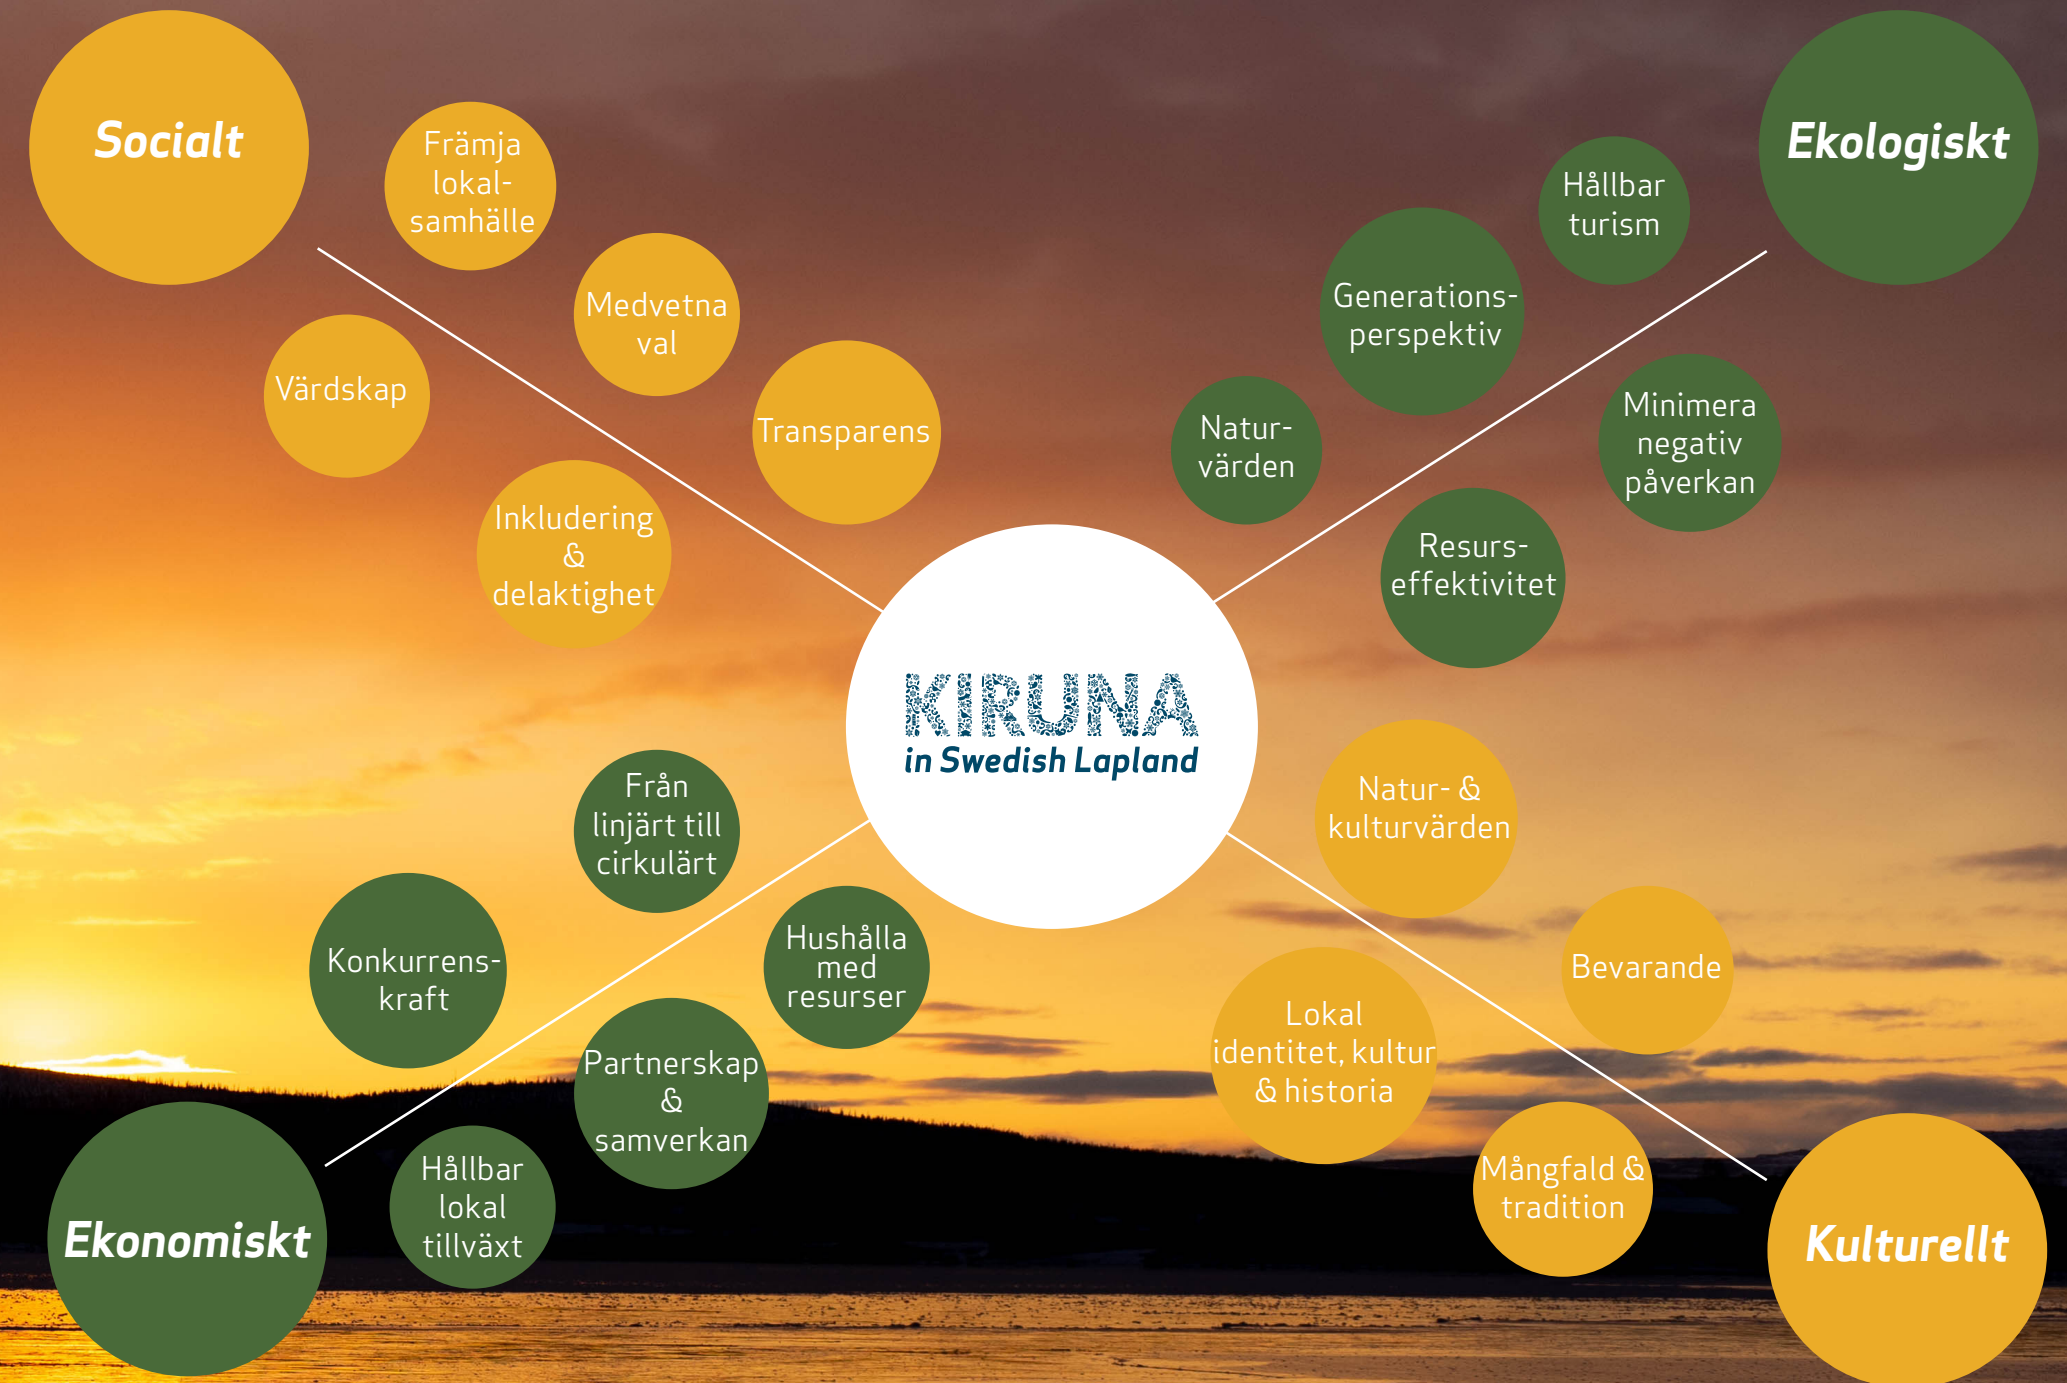 Socialt
Främja
lokal-
samhälle
Medvetna
val
Värdskap
Transparens
Inkludering
&
delaktighet
Ekologiskt
Hållbar
turism
Generations-
perspektiv
Natur-
värden
Minimera
negativ
påverkan
Resurs-
effektivitet
KIRUNA
in Swedish Lapland
Från
linjärt till
cirkulärt
Konkurrens-
kraft
Hushålla
med
resurser
Partnerskap
&
samverkan
Hållbar
lokal
tillväxt
Ekonomiskt
Natur- &
kulturvärden
Bevarande
Lokal
identitet, kultur
& historia
Mångfald &
tradition
Kulturellt